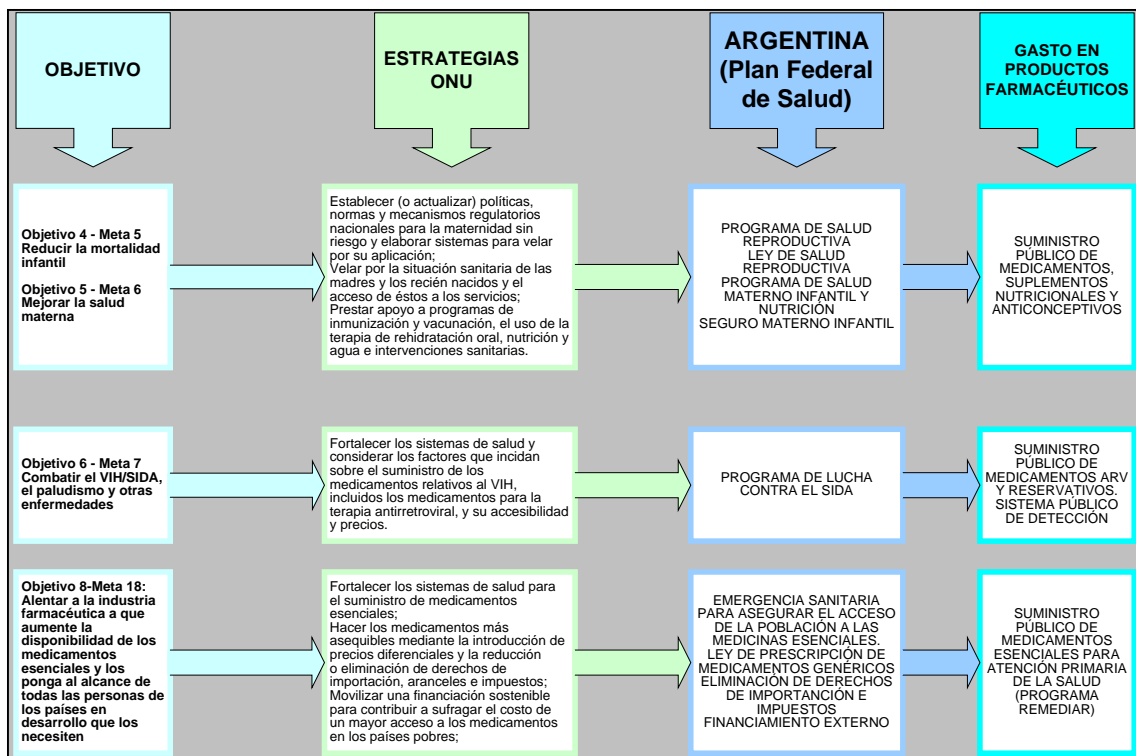 OBJETIVO
ESTRATEGIAS
ONU
ARGENTINA
(Plan Federal
de Salud)
GASTO EN
PRODUCTOS
FARMACÉUTICOS
Objetivo 4 - Meta 5
Reducir la mortalidad
infantil
Objetivo 5 - Meta 6
Mejorar la salud
materna
Establecer (o actualizar) políticas,
normas y mecanismos regulatorios
nacionales para la maternidad sin
riesgo y elaborar sistemas para velar
por su aplicación;
Velar por la situación sanitaria de las
madres y los recién nacidos y el
acceso de éstos a los servicios;
Prestar apoyo a programas de
inmunización y vacunación, el uso de la
terapia de rehidratación oral, nutrición y
agua e intervenciones sanitarias.
PROGRAMA DE SALUD
REPRODUCTIVA
LEY DE SALUD
REPRODUCTIVA
PROGRAMA DE SALUD
MATERNO INFANTIL Y
NUTRICIÓN
SEGURO MATERNO INFANTIL
SUMINISTRO
PÚBLICO DE
MEDICAMENTOS,
SUPLEMENTOS
NUTRICIONALES Y
ANTICONCEPTIVOS
Objetivo 6 - Meta 7
Combatir el VIH/SIDA,
el paludismo y otras
enfermedades
Fortalecer los sistemas de salud y
considerar los factores que incidan
sobre el suministro de los
medicamentos relativos al VIH,
incluidos los medicamentos para la
terapia antirretroviral, y su accesibilidad
y precios.
PROGRAMA DE LUCHA
CONTRA EL SIDA
SUMINISTRO
PÚBLICO DE
MEDICAMENTOS ARV
Y RESERVATIVOS.
SISTEMA PÚBLICO
DE DETECCIÓN
Objetivo 8-Meta 18:
Alentar a la industria
farmacéutica a que
aumente la
disponibilidad de los
medicamentos
esenciales y los
ponga al alcance de
todas las personas de
los países en
desarrollo que los
necesiten
Fortalecer los sistemas de salud para
el suministro de medicamentos
esenciales;
Hacer los medicamentos más
asequibles mediante la introducción de
precios diferenciales y la reducción
o eliminación de derechos de
importación, aranceles e impuestos;
Movilizar una financiación sostenible
para contribuir a sufragar el costo de
un mayor acceso a los medicamentos
en los países pobres;
EMERGENCIA SANITARIA
PARA ASEGURAR EL ACCESO
DE LA POBLACIÓN A LAS
MEDICINAS ESENCIALES.
LEY DE PRESCRIPCIÓN DE
MEDICAMENTOS GENÉRICOS
ELIMINACIÓN DE DERECHOS
DE IMPORTANCIÓN E
IMPUESTOS
FINANCIAMIENTO EXTERNO
SUMINISTRO
PÚBLICO DE
MEDICAMENTOS
ESENCIALES PARA
ATENCIÓN PRIMARIA
DE LA SALUD
(PROGRAMA
REMEDIAR)